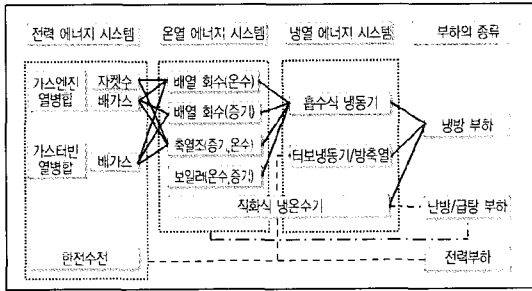 전력 에너지 시스템 온열 에너지 시스템 냉열 에너지 시스템 부하의 종류
가스엔진 열병합
자켓수
배가스
가스터빈 열병합
배가스
한전수전
배열 회수(온수)
배열 회수(증기)
축열조(증기,온수)
보일러(온수,증기)
직화식 냉온수기
흡수식 냉동기
터보냉동기/빙축열
냉방 부하
난방/급탕 부하
전력부하